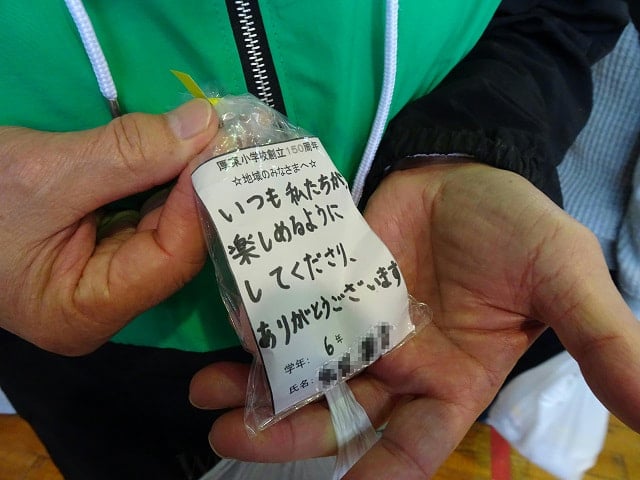 小学校創立150周年
☆地域のみなさまへ☆
いつも私たちが
楽しめるように
してくださり、
ありがとうございます
学年: 6年
氏名: